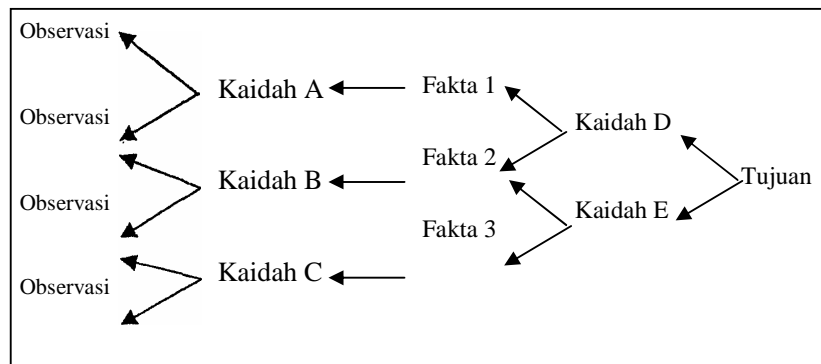 Observasi
Observasi
Observasi
Observasi
Kaidah A
Kaidah B
Kaidah C
Fakta 1
Fakta 2
Fakta 3
Kaidah D
Kaidah E
Tujuan